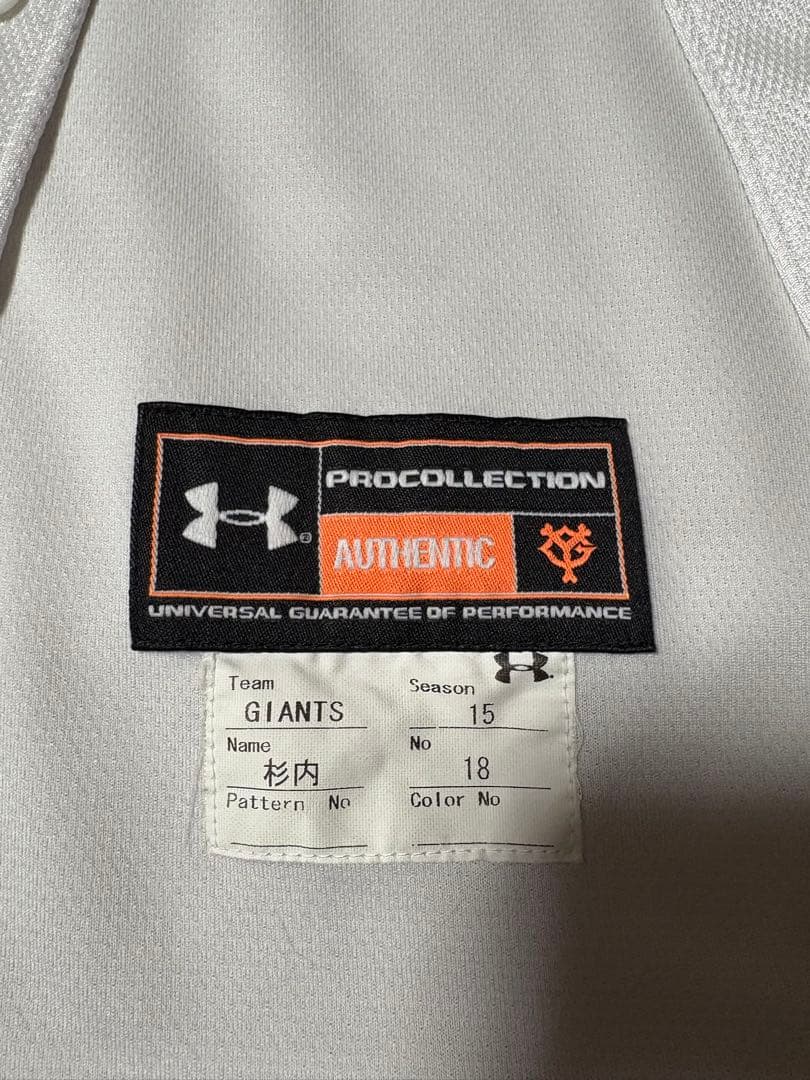 PROCOLLECTION
AUTHENTIC
UNIVERSAL GUARANTEE OF PERFORMANCE
Team Season
GIANTS 15
Name No
杉内 18
Pattern No Color No